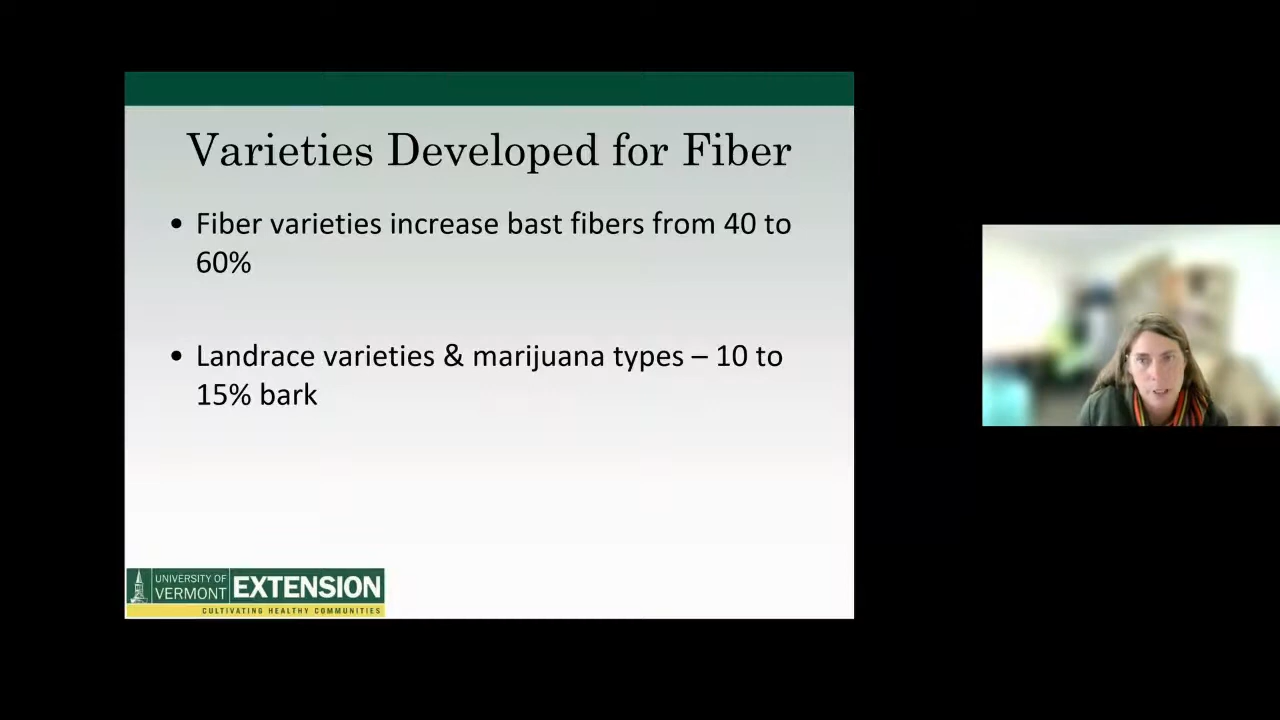 Varieties Developed for Fiber
• Fiber varieties increase bast fibers from 40 to
60%
• Landrace varieties & marijuana types – 10 to
15% bark
UNIVERSITY OF
VERMONT
EXTENSION
CULTIVATING HEALTHY COMMUNITIES